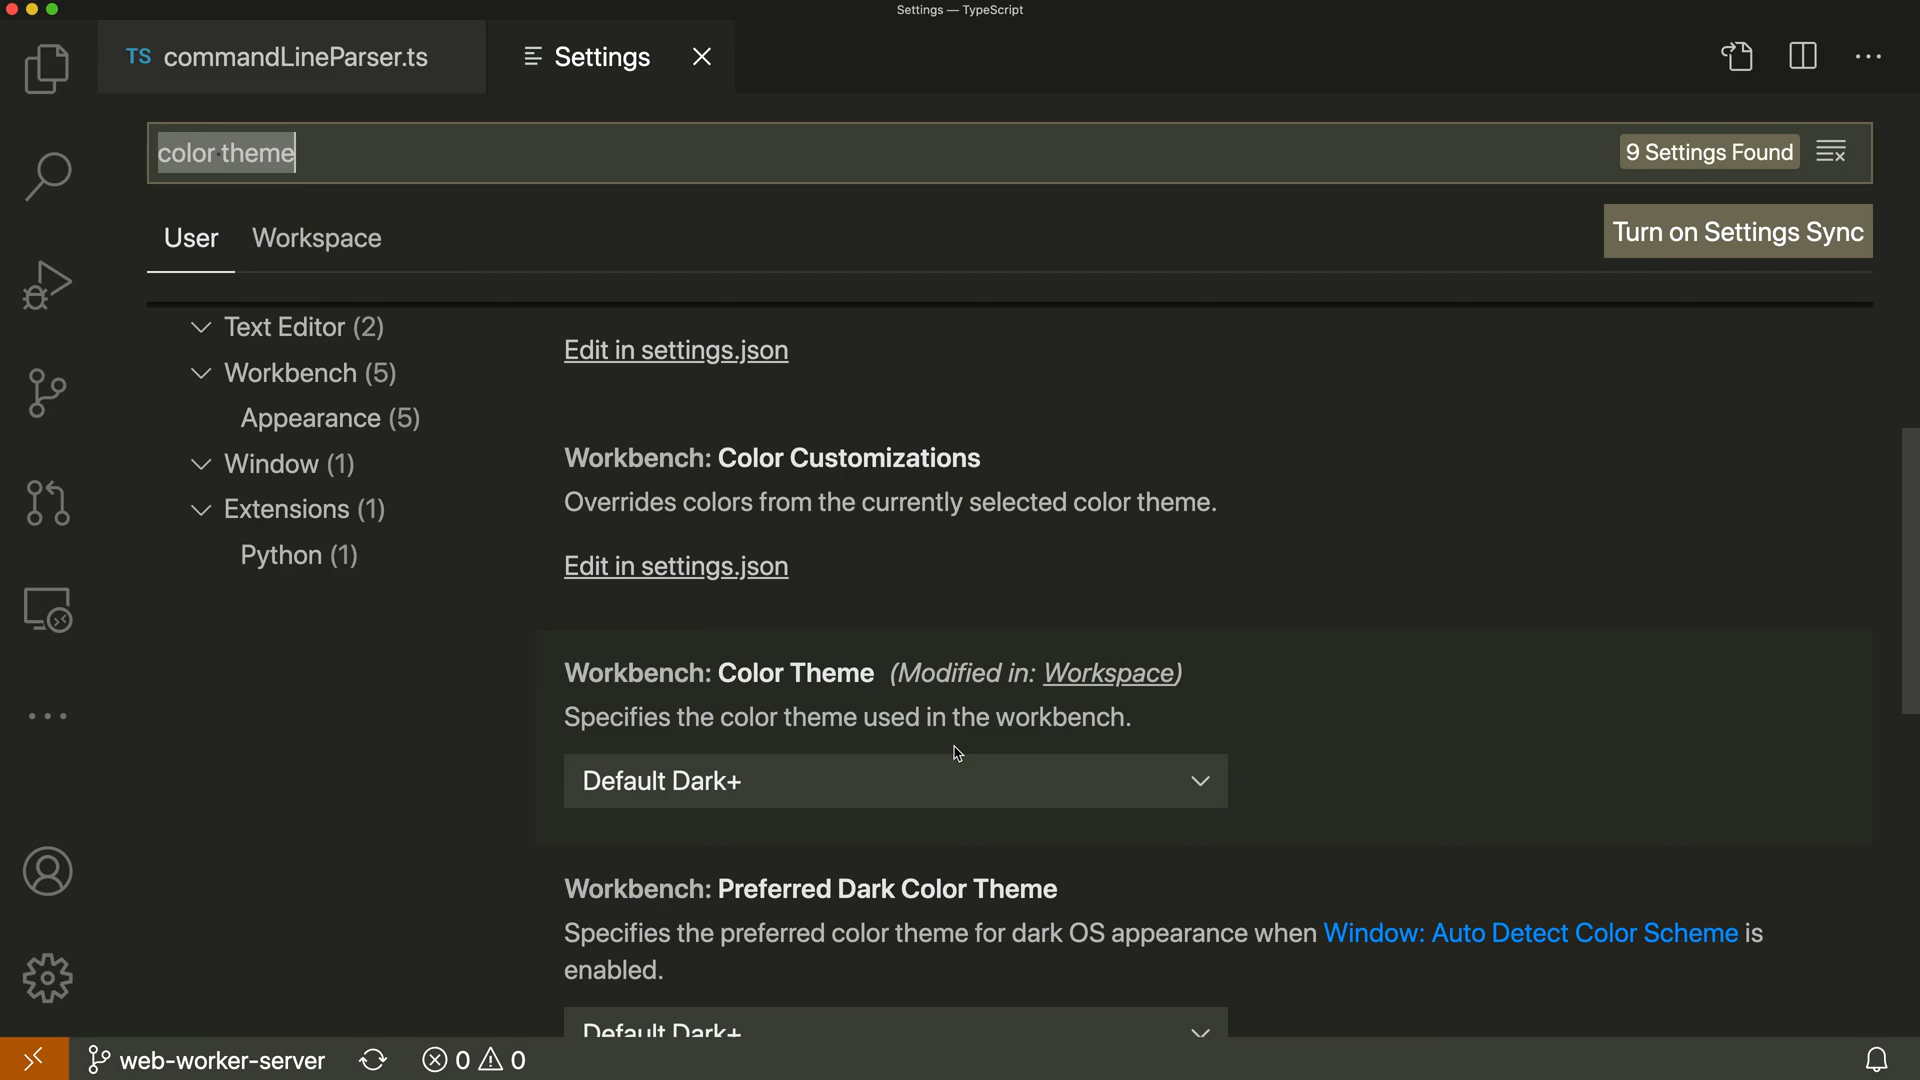 Settings — TypeScript
TS commandLineParser.ts
Settings
color theme
9 Settings Found
User
Workspace
Turn on Settings Sync
Text Editor (2)
Workbench (5)
Appearance (5)
Window (1)
Extensions (1)
Python (1)
Edit in settings.json
Workbench: Color Customizations
Overrides colors from the currently selected color theme.
Edit in settings.json
Workbench: Color Theme (Modified in: Workspace)
Specifies the color theme used in the workbench.
Default Dark+
Workbench: Preferred Dark Color Theme
Specifies the preferred color theme for dark OS appearance when Window: Auto Detect Color Scheme is
enabled.
Default Dark+
web-worker-server
0
0